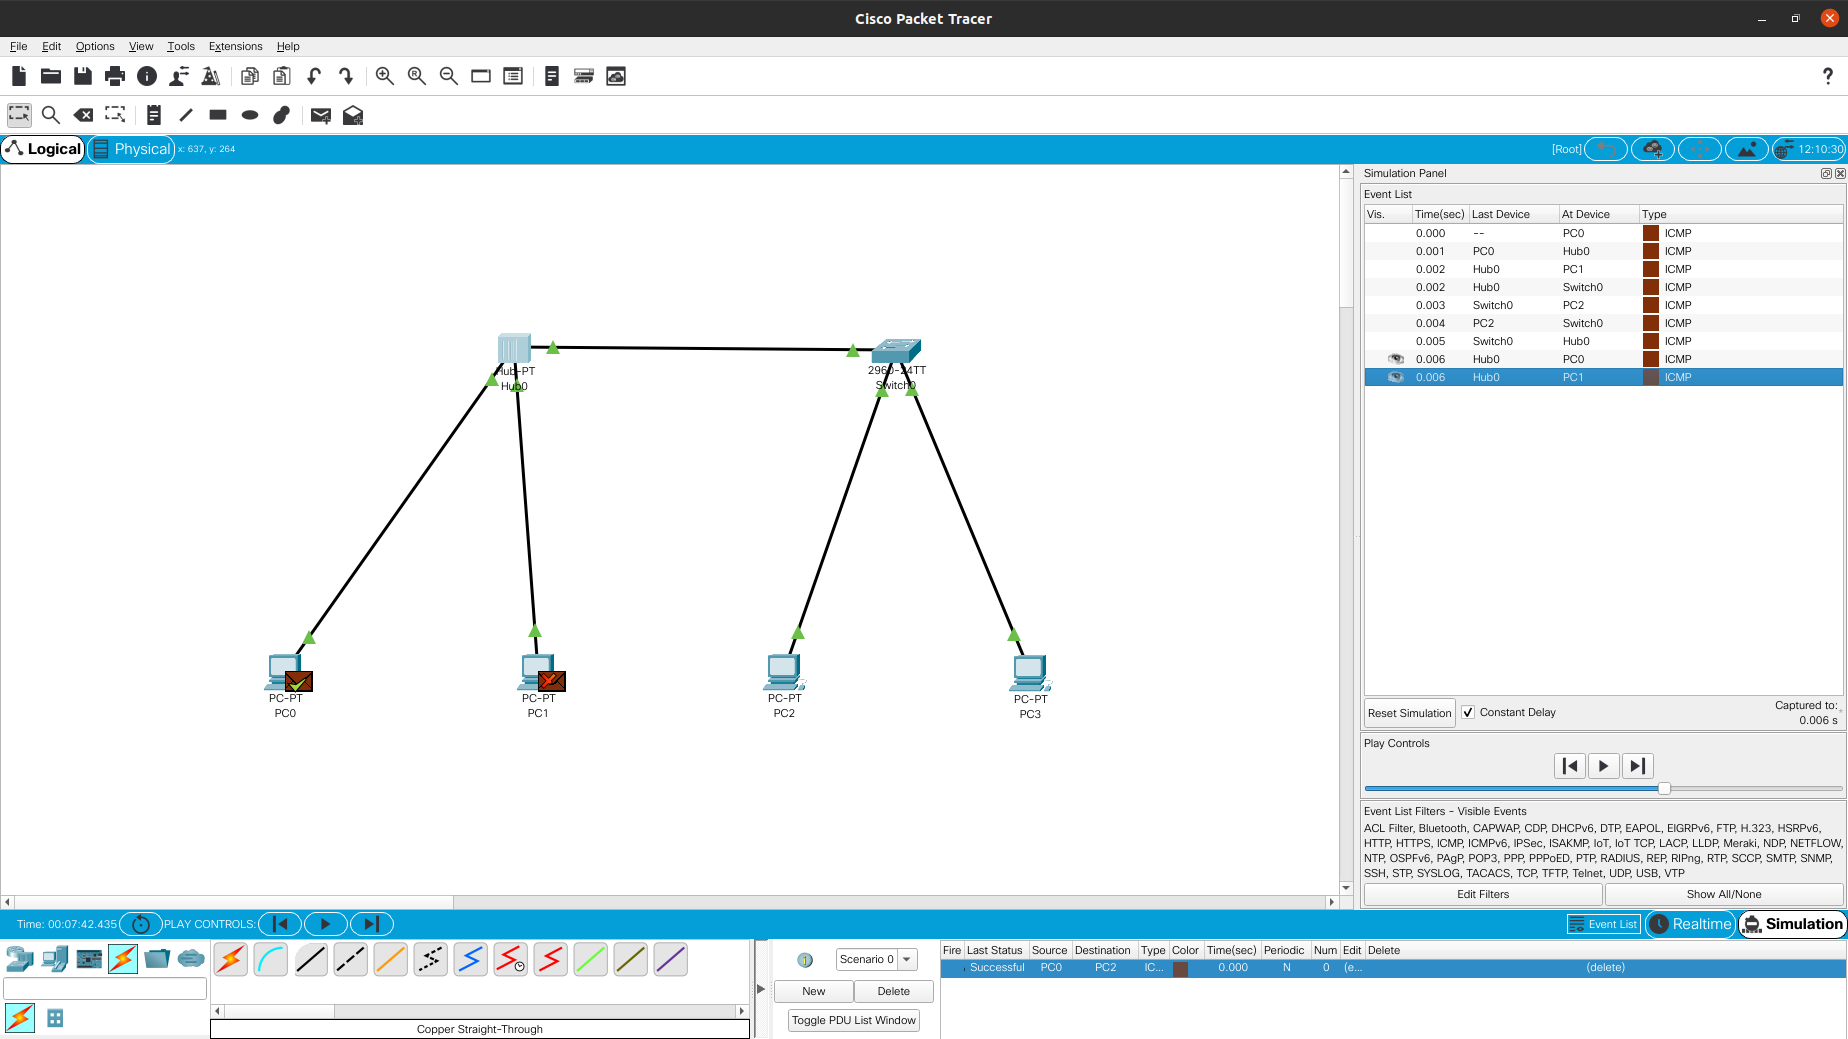 Cisco Packet Tracer
File Edit Options View Tools Extensions Help
Logical Physical x: 637, y: 264 [Root] 12:10:30
Simulation Panel
Event List
Vis. Time(sec) Last Device At Device Type
0.000 -- PC0 ICMP
0.001 PC0 Hub0 ICMP
0.002 Hub0 PC1 ICMP
0.002 Hub0 Switch0 ICMP
0.003 Switch0 PC2 ICMP
0.004 PC2 Switch0 ICMP
0.005 Switch0 Hub0 ICMP
0.006 Hub0 PC0 ICMP
0.006 Hub0 PC1 ICMP
Hub-PT
Hub0
2960-24TT
Switch0
PC-PT
PC0
PC-PT
PC1
PC-PT
PC2
PC-PT
PC3
Reset Simulation Constant Delay Captured to:
0.006 s
Play Controls
Event List Filters - Visible Events
ACL Filter, Bluetooth, CAPWAP, CDP, DHCPv6, DTP, EAPOL, EIGRPv6, FTP, H.323, HSRPv6,
HTTP, HTTPS, ICMP, ICMPv6, IPSec, ISAKMP, IoT, IoT TCP, LACP, LLDP, Meraki, NDP, NETFLOW,
NTP, OSPFv6, PAgP, POP3, PPP, PPPoED, PTP, RADIUS, REP, RIPng, RTP, SCCP, SMTP, SNMP,
SSH, STP, SYSLOG, TACACS, TCP, TFTP, Telnet, UDP, USB, VTP
Edit Filters Show All/None
Time: 00:07:42.435 PLAY CONTROLS: Event List Realtime Simulation
Scenario 0
New Delete
Toggle PDU List Window
Copper Straight-Through
Fire Last Status Source Destination Type Color Time(sec) Periodic Num Edit Delete
Successful PC0 PC2 IC... 0.000 N 0 (e... (delete)